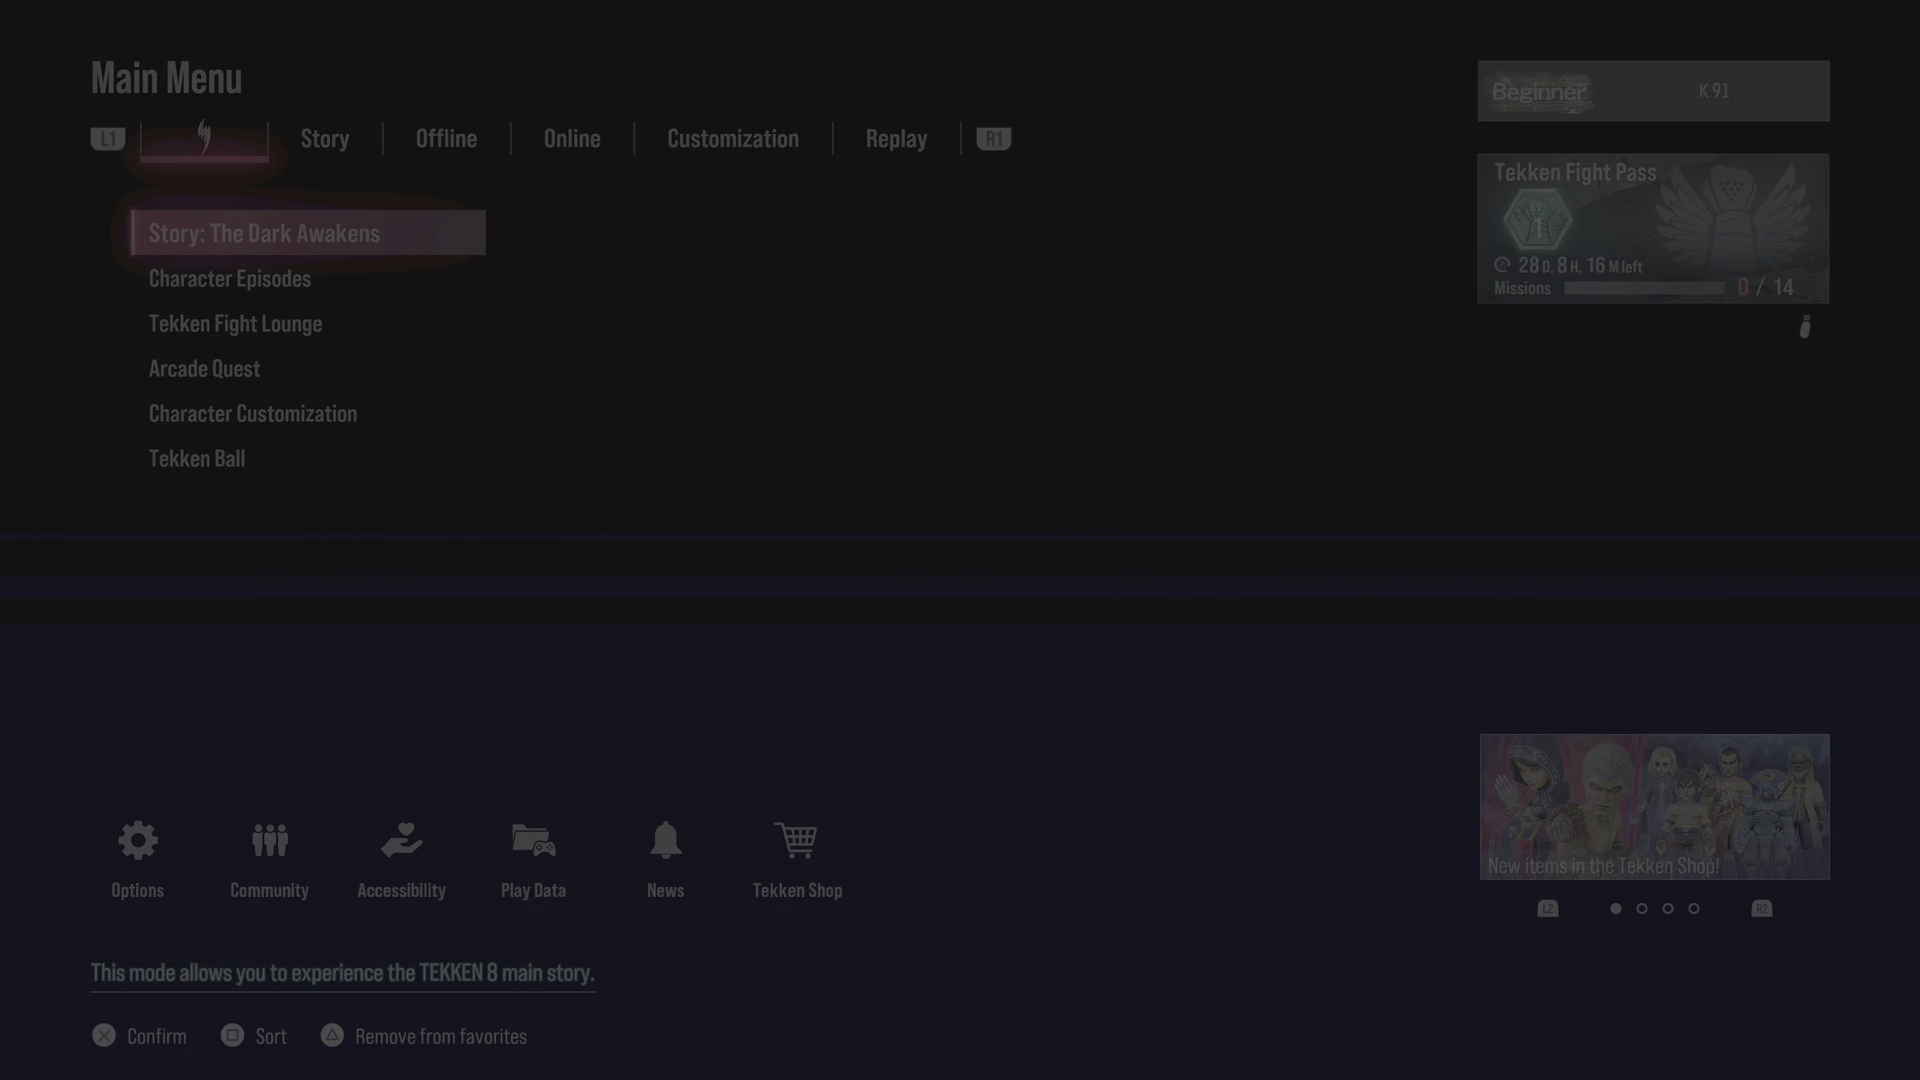 Main Menu
L1 Story Offline Online Customization Replay R1
Story: The Dark Awakens
Character Episodes
Tekken Fight Lounge
Arcade Quest
Character Customization
Tekken Ball
Beginner K 91
Tekken Fight Pass
Lv
1
28 D, 8 H, 16 M left
Missions 0 / 14
New items in the Tekken Shop!
L2 R2
Options Community Accessibility Play Data News Tekken Shop
This mode allows you to experience the TEKKEN 8 main story.
Confirm Sort Remove from favorites